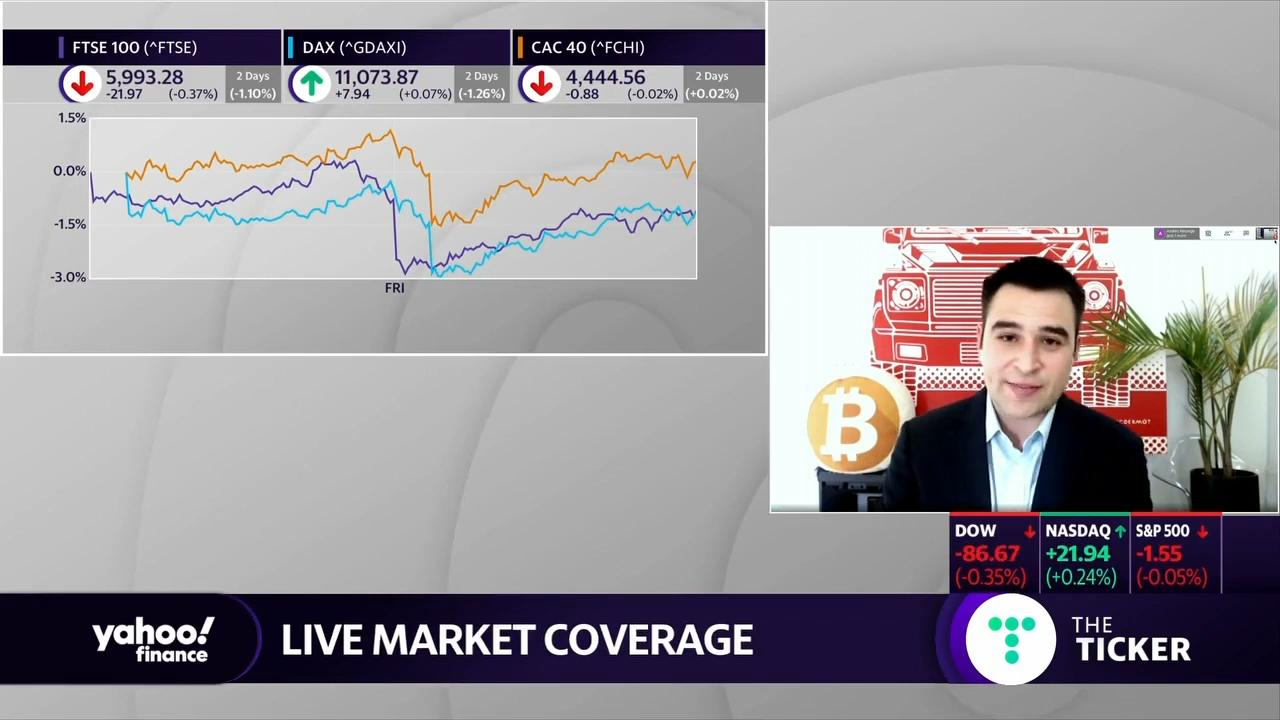 FTSE 100 (^FTSE)
5,993.28
-21.97 (-0.37%)
2 Days
(-1.10%)
DAX (^GDAXI)
11,073.87
+7.94 (+0.07%)
2 Days
(-1.26%)
CAC 40 (^FCHI)
4,444.56
-0.88 (-0.02%)
2 Days
(+0.02%)
1.5%
0.0%
-1.5%
-3.0%
FRI
DOW
-86.67
(-0.35%)
NASDAQ
+21.94
(+0.24%)
S&P 500
-1.55
(-0.05%)
yahoo!
finance
LIVE MARKET COVERAGE
THE
TICKER